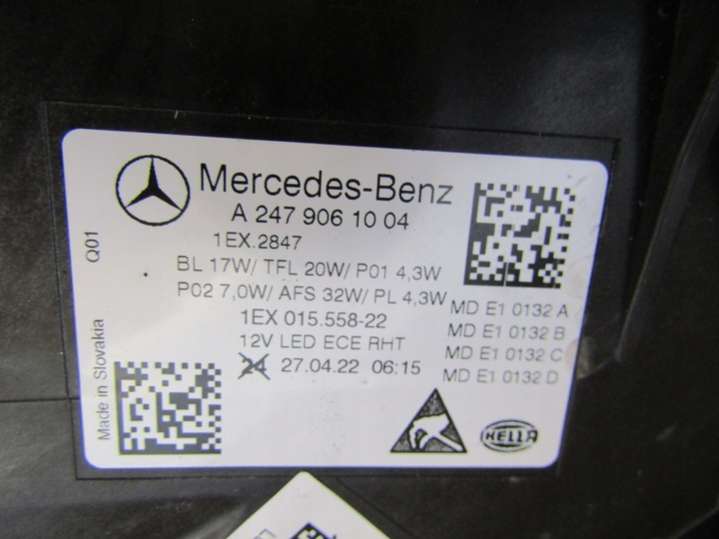 Mercedes-Benz
A 247 906 10 04
1EX.2847
BL 17W/ TFL 20W/ P01 4,3W
P02 7,0W/ AFS 32W/ PL 4,3W
1EX 015.558-22
12V LED ECE RHT
24 27.04.22 06:15
MD E1 0132 A
MD E1 0132 B
MD E1 0132 C
MD E1 0132 D
Q01
Made in Slovakia
HELLA